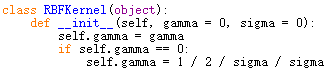 class RBFKernel(object):
    def __init__(self, gamma = 0, sigma = 0):
        self.gamma = gamma
        if self.gamma == 0:
            self.gamma = 1 / 2 / sigma / sigma